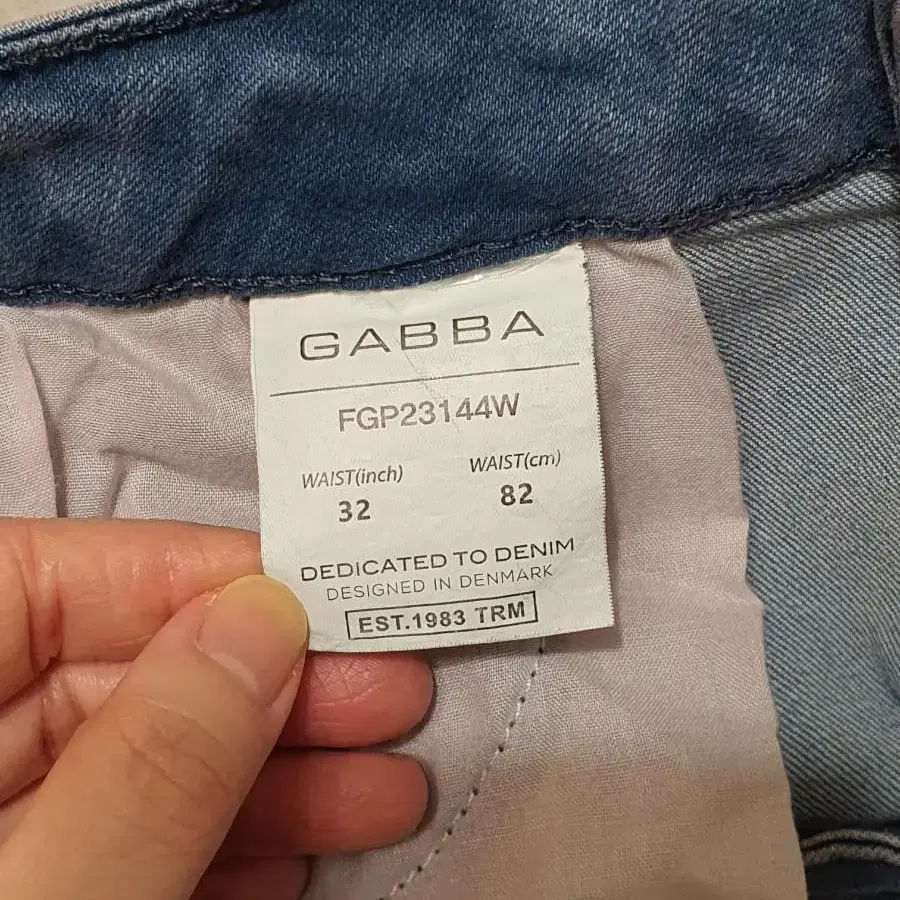 GABBA
FGP23144W
WAIST(inch) WAIST(cm)
32 82
DEDICATED TO DENIM
DESIGNED IN DENMARK
EST.1983 TRM